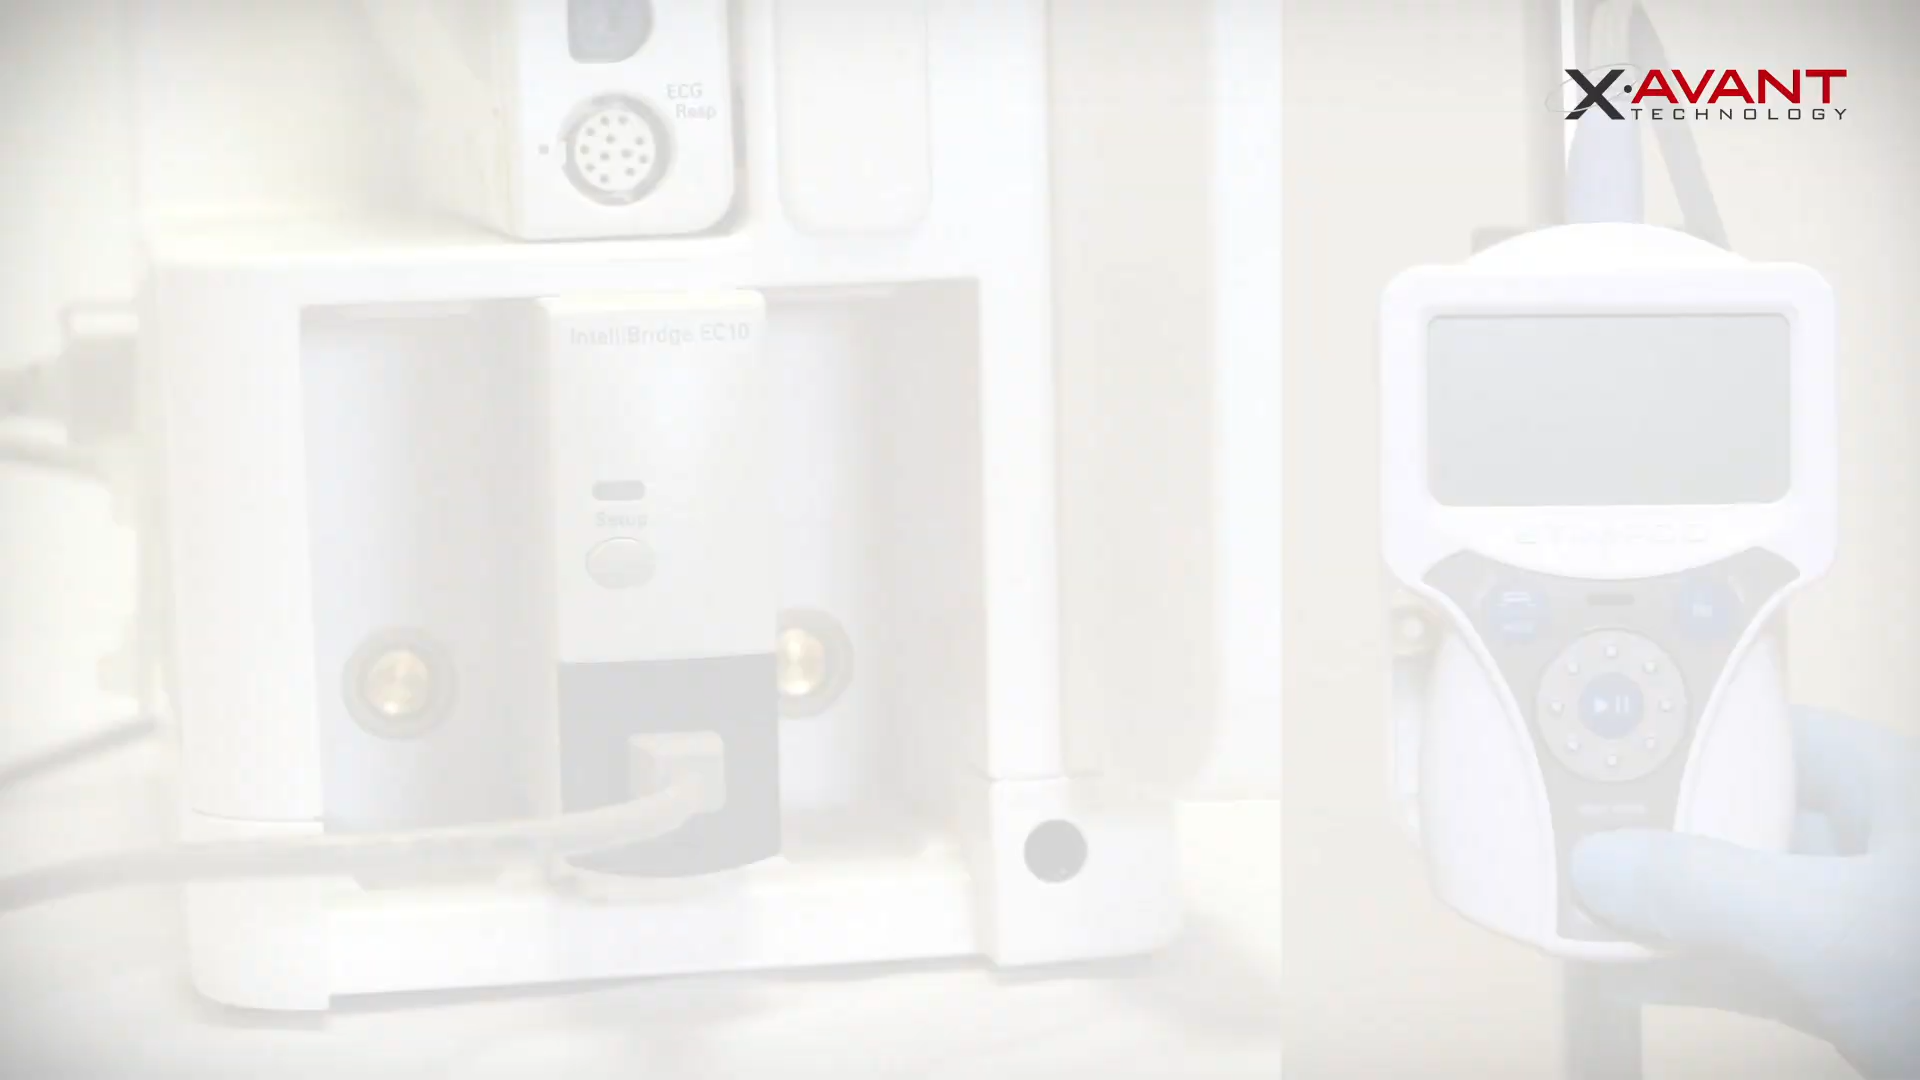 ECG
Resp
X·AVANT
TECHNOLOGY
IntelliBridge EC10
Setup